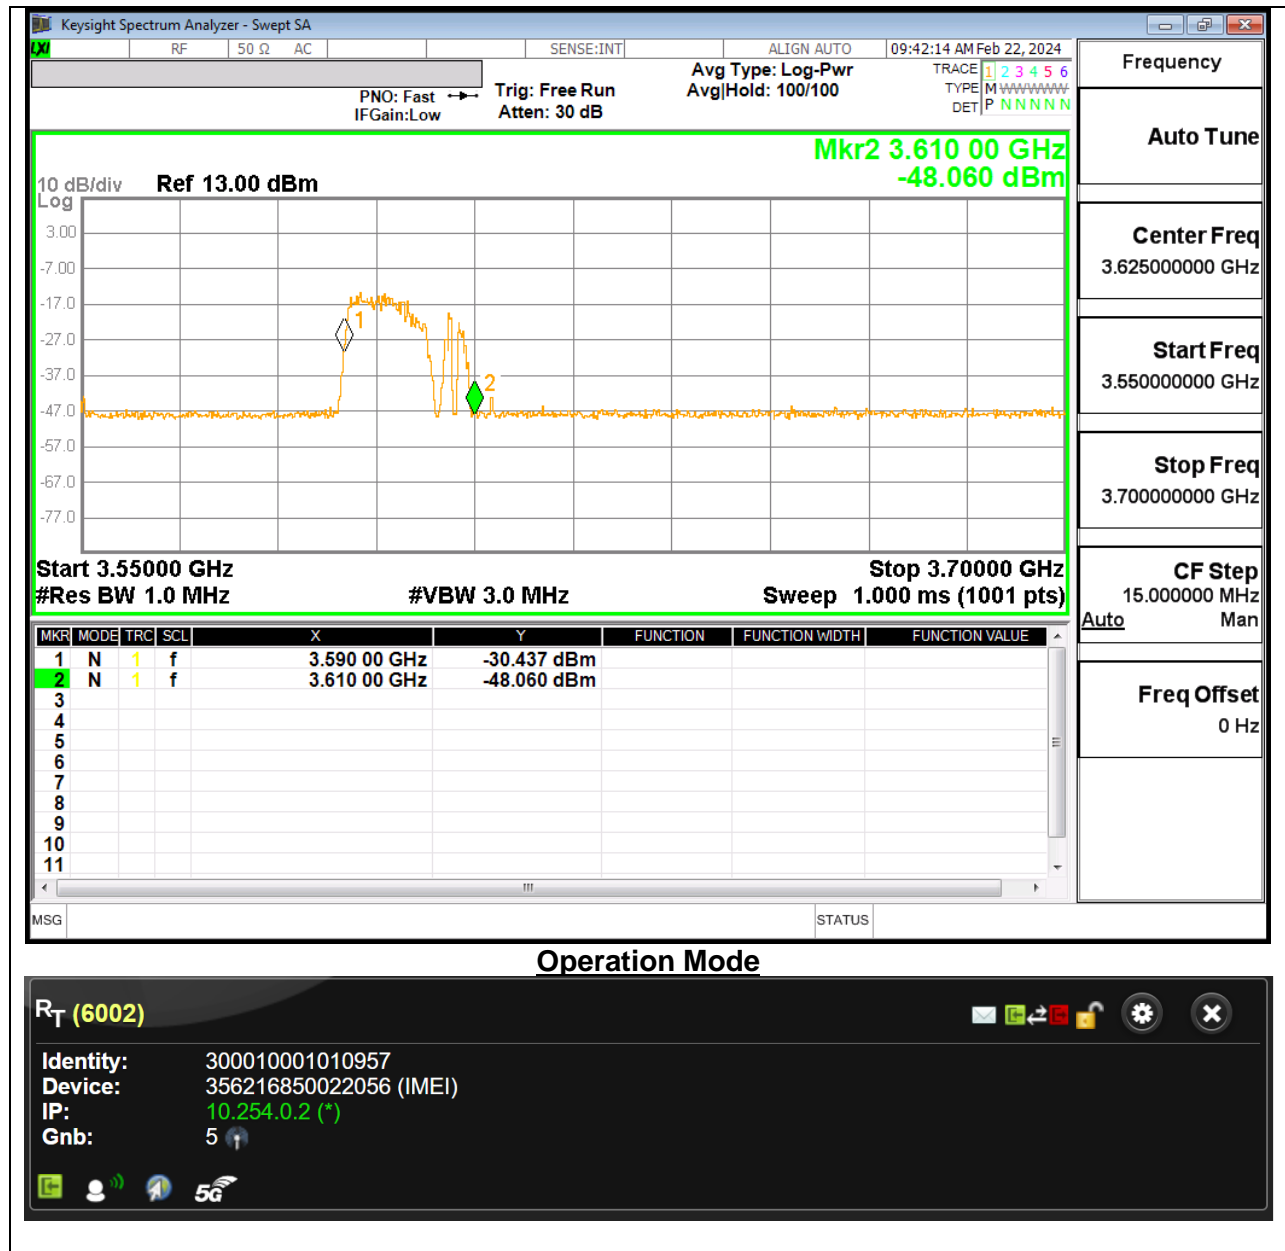 Keysight Spectrum Analyzer - Swept SA
LXI RF 50 Ω AC SENSE:INT ALIGN AUTO 09:42:14 AM Feb 22, 2024
Frequency
PNO: Fast
IFGain:Low
Trig: Free Run
Atten: 30 dB
Avg Type: Log-Pwr
Avg|Hold: 100/100
TRACE 1 2 3 4 5 6
TYPE M W W W W W
DET P N N N N N
Auto Tune
Mkr2 3.610 00 GHz
-48.060 dBm
10 dB/div Ref 13.00 dBm
Log
3.00
-7.00
-17.0
-27.0
-37.0
-47.0
-57.0
-67.0
-77.0
1
2
Center Freq
3.625000000 GHz
Start Freq
3.550000000 GHz
Stop Freq
3.700000000 GHz
Start 3.55000 GHz Stop 3.70000 GHz
#Res BW 1.0 MHz #VBW 3.0 MHz Sweep 1.000 ms (1001 pts)
CF Step
15.000000 MHz
Auto Man
MKR MODE TRC SCL X Y FUNCTION FUNCTION WIDTH FUNCTION VALUE
1 N 1 f 3.590 00 GHz -30.437 dBm
2 N 1 f 3.610 00 GHz -48.060 dBm
3
4
5
6
7
8
9
10
11
Freq Offset
0 Hz
MSG STATUS
Operation Mode
RT (6002)
Identity: 300010001010957
Device: 356216850022056 (IMEI)
IP: 10.254.0.2 (*)
Gnb: 5
5G